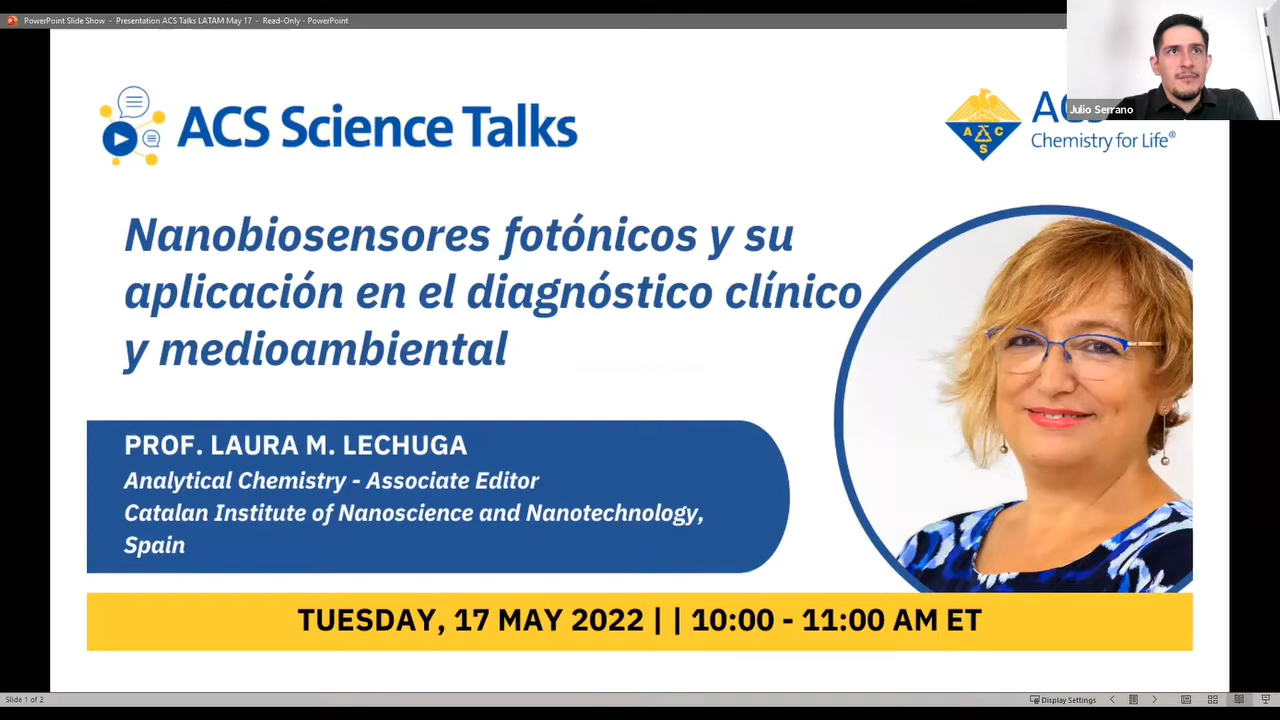 PowerPoint Slide Show - Presentation ACS Talks LATAM May 17 - Read-Only - PowerPoint
Julio Serrano
ACS Science Talks
A C S
Chemistry for Life®
Nanobiosensores fotónicos y su
aplicación en el diagnóstico clínico
y medioambiental
PROF. LAURA M. LECHUGA
Analytical Chemistry - Associate Editor
Catalan Institute of Nanoscience and Nanotechnology,
Spain
TUESDAY, 17 MAY 2022 | | 10:00 - 11:00 AM ET
Slide 1 of 2
Display Settings